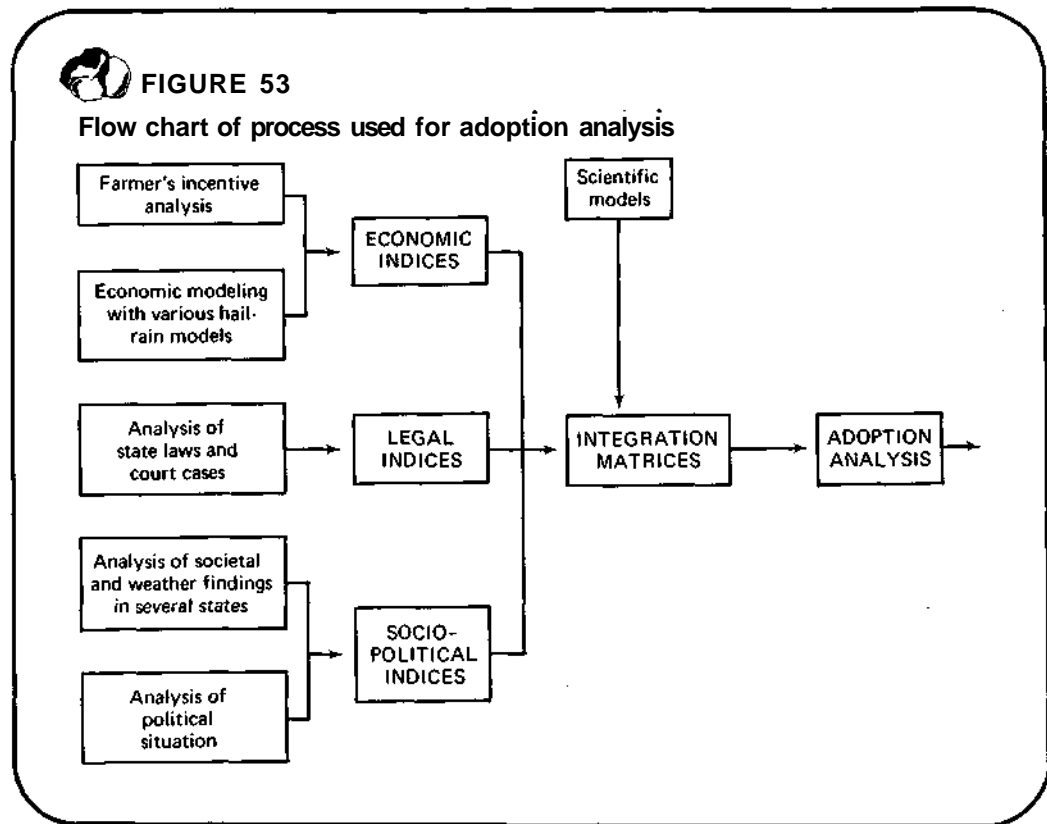 FIGURE 53
Flow chart of process used for adoption analysis
Farmer's incentive
analysis
Economic modeling
with various hail-
rain models
Analysis of
state laws and
court cases
Analysis of societal
and weather findings
in several states
Analysis of
political
situation
ECONOMIC
INDICES
LEGAL
INDICES
SOCIO-
POLITICAL
INDICES
Scientific
models
INTEGRATION
MATRICES
ADOPTION
ANALYSIS